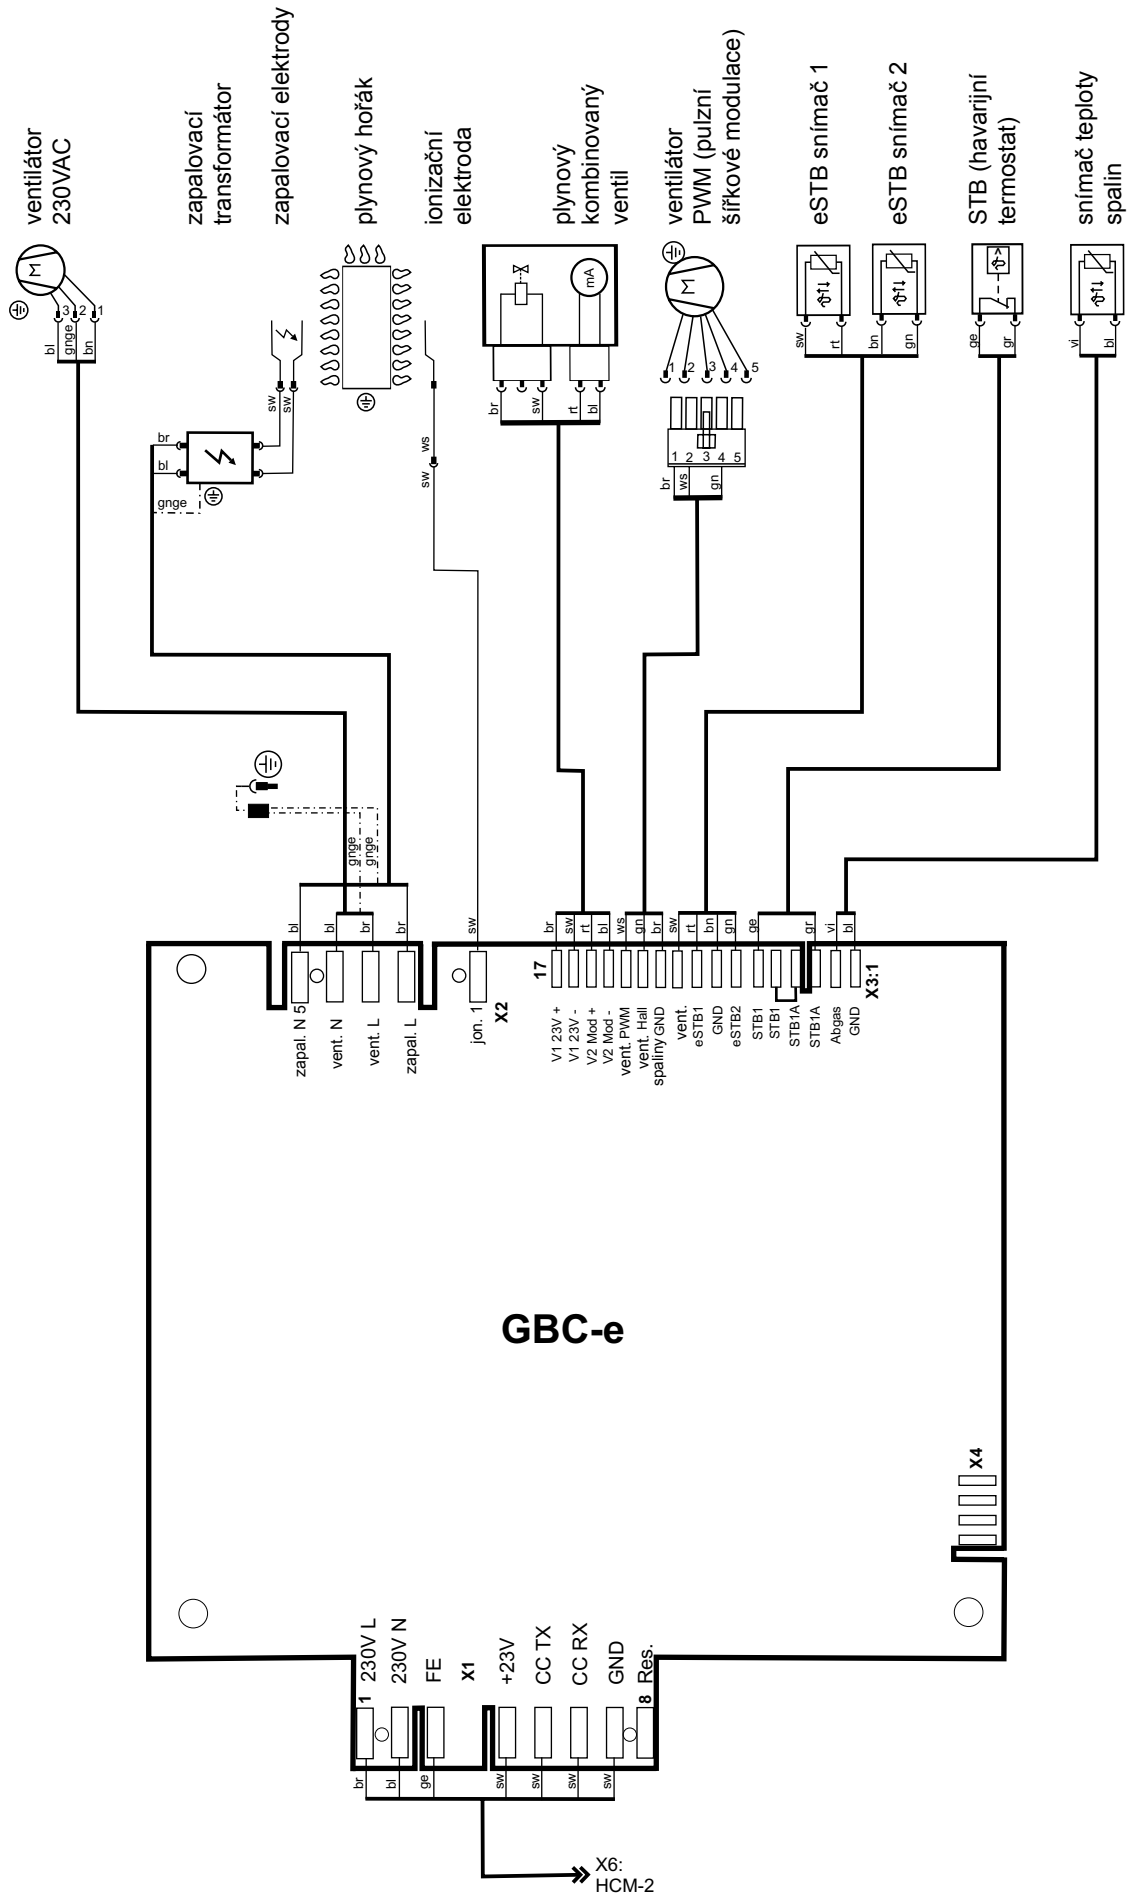 ventilátor
230VAC
zapalovací
transformátor
zapalovací elektrody
plynový hořák
ionizační
elektroda
plynový
kombinovaný
ventil
ventilátor
PWM (pulzní
šířkové modulace)
eSTB snímač 1
eSTB snímač 2
STB (havarijní
termostat)
snímač teploty
spalin
M
3 2 1
bl
gnge
bn
br
bl
gnge
sw
sw
ws
sw
mA
br
sw
rt
bl
M
1 2 3 4 5
1 2 3 4 5
br
ws
gn
sw
rt
bn
gn
ge
gr
vi
bl
gnge
gnge
bl
bl
br
br
sw
br
sw
rt
bl
ws
gn
br
sw
rt
bn
gn
ge
gr
vi
bl
zapal. N 5
vent. N
vent. L
zapal. L
jon. 1
X2
17
V1 23V +
V1 23V -
V2 Mod +
V2 Mod -
vent. PWM
vent. Hall
spaliny GND
vent.
eSTB1
GND
eSTB2
STB1
STB1
STB1A
STB1A
Abgas
GND
X3:1
GBC-e
X4
1 230V L
230V N
FE
X1
+23V
CC TX
CC RX
GND
8 Res.
br
bl
ge
sw
sw
sw
sw
X6:
HCM-2